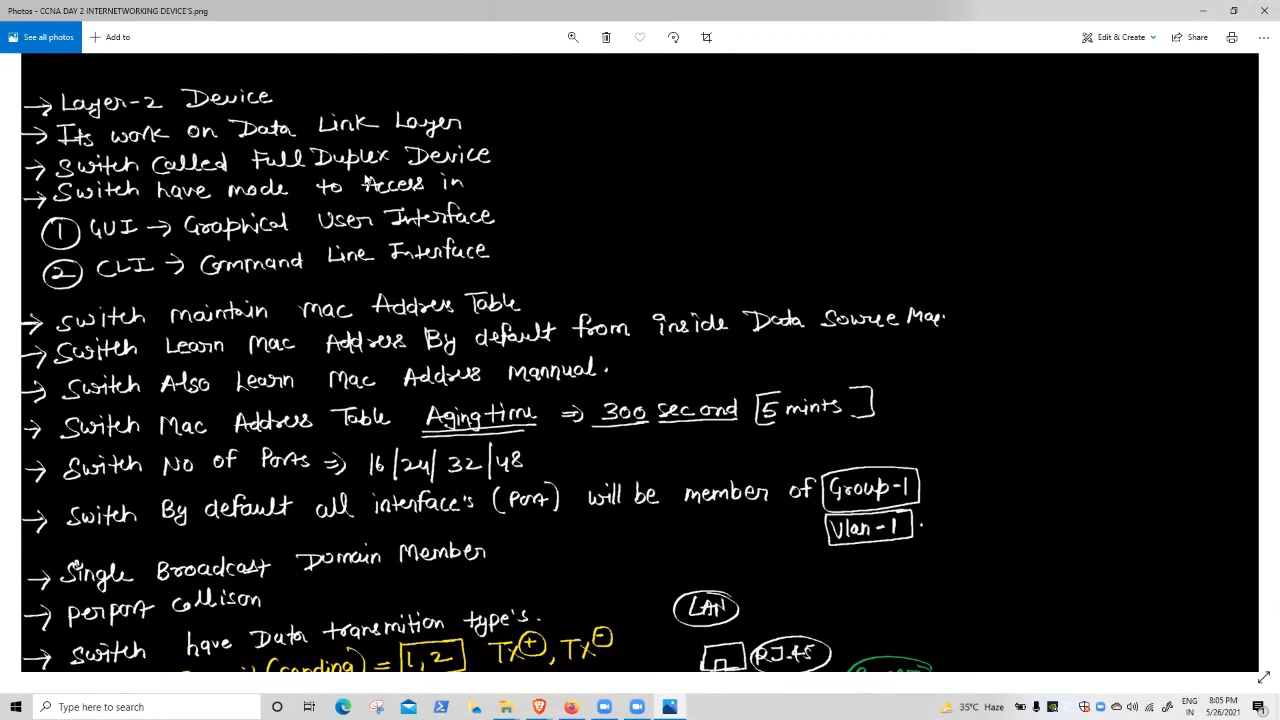 Photos - CCNA DAY 2 INTERNETWORKING DEVICE'S.png
See all photos
Add to
Edit & Create
Share
→ Layer-2 Device
→ Its work on Data Link Layer
→ Switch Called Full Duplex Device
→ Switch have mode to Access in
① GUI → Graphical User Interface
② CLI → Command Line Interface
→ Switch maintain mac Address Table
→ Switch Learn Mac Address By default from inside Data Source Mac.
→ Switch Also Learn Mac Address Mannual.
→ Switch Mac Address Table Aging time ⇒ 300 second [5 mints]
→ Switch No of Ports ⇒ 16/24/32/48
→ Switch By default all interface's (Port) will be member of Group-1
Vlan-1.
→ Single Broadcast Domain Member
→ perport collison
→ Switch have Data transmition type's.
(sending) = 1,2 Tx+, Tx-
LAN
RJ-45
Type here to search
35°C Haze
ENG
IN
8:05 PM
5/26/2021